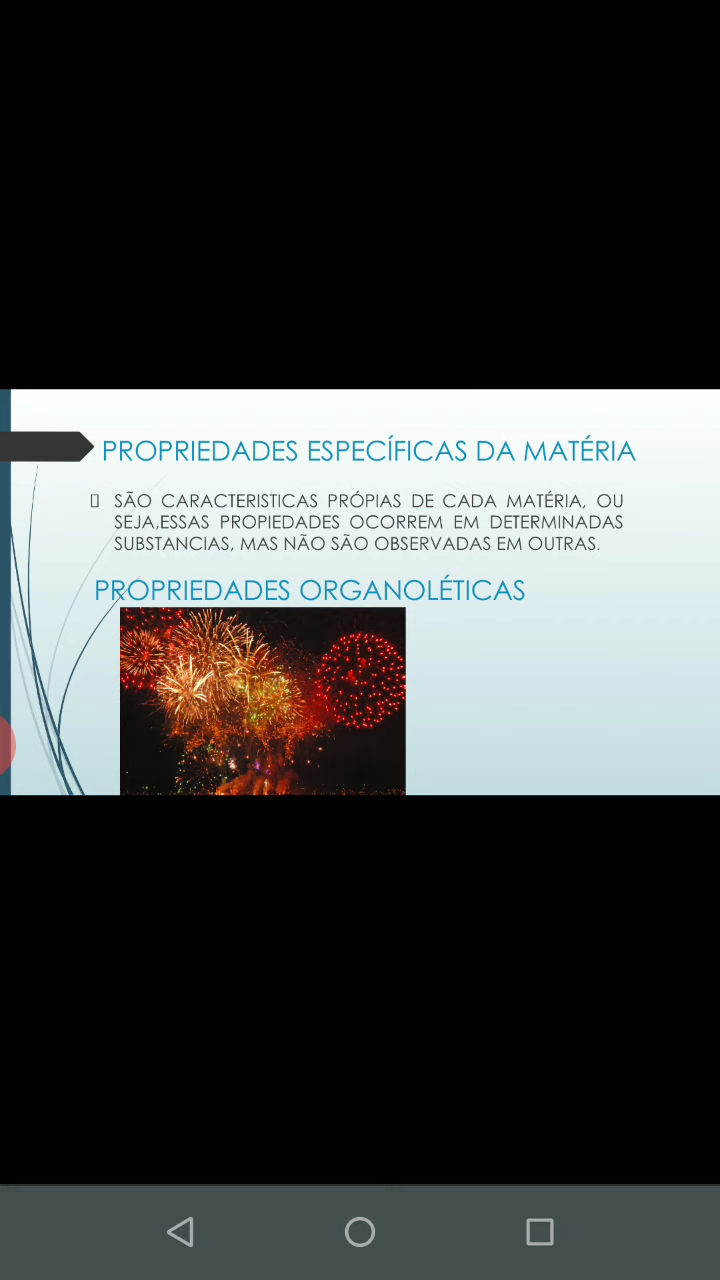 PROPRIEDADES ESPECÍFICAS DA MATÉRIA
SÃO CARACTERISTICAS PRÓPIAS DE CADA MATÉRIA, OU
SEJA,ESSAS PROPIEDADES OCORREM EM DETERMINADAS
SUBSTANCIAS, MAS NÃO SÃO OBSERVADAS EM OUTRAS.
PROPRIEDADES ORGANOLÉTICAS